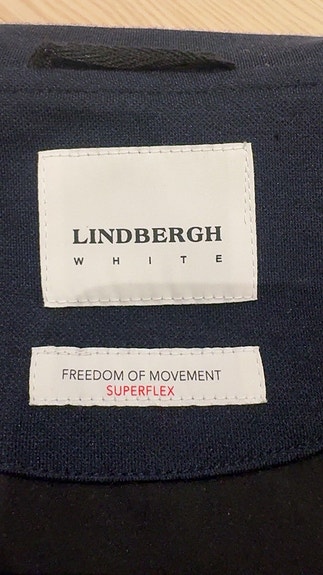 LINDBERGH
WHITE
FREEDOM OF MOVEMENT
SUPERFLEX